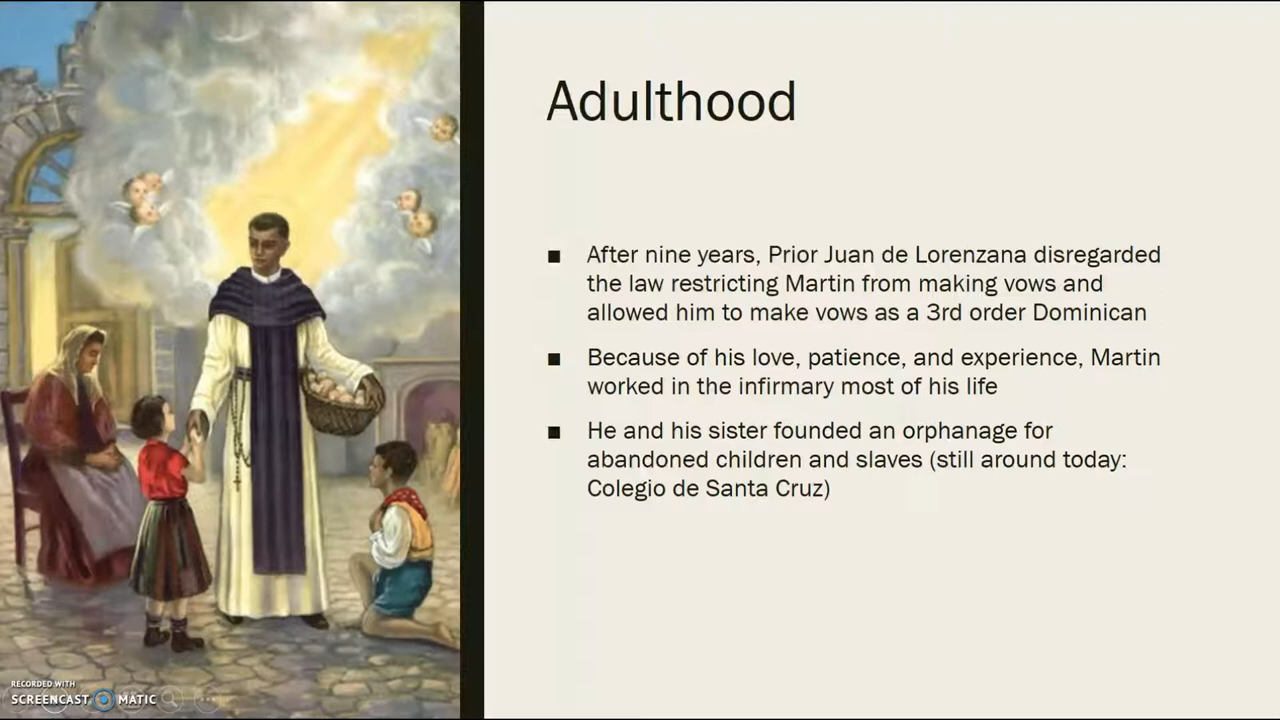 Adulthood
■ After nine years, Prior Juan de Lorenzana disregarded
the law restricting Martin from making vows and
allowed him to make vows as a 3rd order Dominican
■ Because of his love, patience, and experience, Martin
worked in the infirmary most of his life
■ He and his sister founded an orphanage for
abandoned children and slaves (still around today:
Colegio de Santa Cruz)
RECORDED WITH
SCREENCAST MATIC